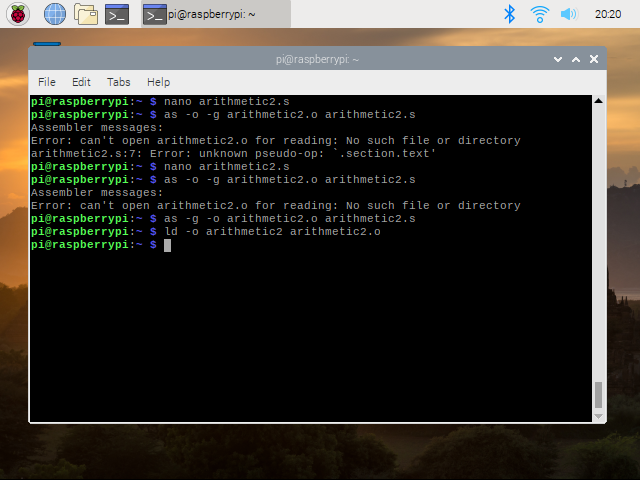 pi@raspberrypi: ~
20:20
pi@raspberrypi: ~
File Edit Tabs Help
pi@raspberrypi:~ $ nano arithmetic2.s
pi@raspberrypi:~ $ as -o -g arithmetic2.o arithmetic2.s
Assembler messages:
Error: can't open arithmetic2.o for reading: No such file or directory
arithmetic2.s:7: Error: unknown pseudo-op: `.section.text'
pi@raspberrypi:~ $ nano arithmetic2.s
pi@raspberrypi:~ $ as -o -g arithmetic2.o arithmetic2.s
Assembler messages:
Error: can't open arithmetic2.o for reading: No such file or directory
pi@raspberrypi:~ $ as -g -o arithmetic2.o arithmetic2.s
pi@raspberrypi:~ $ ld -o arithmetic2 arithmetic2.o
pi@raspberrypi:~ $